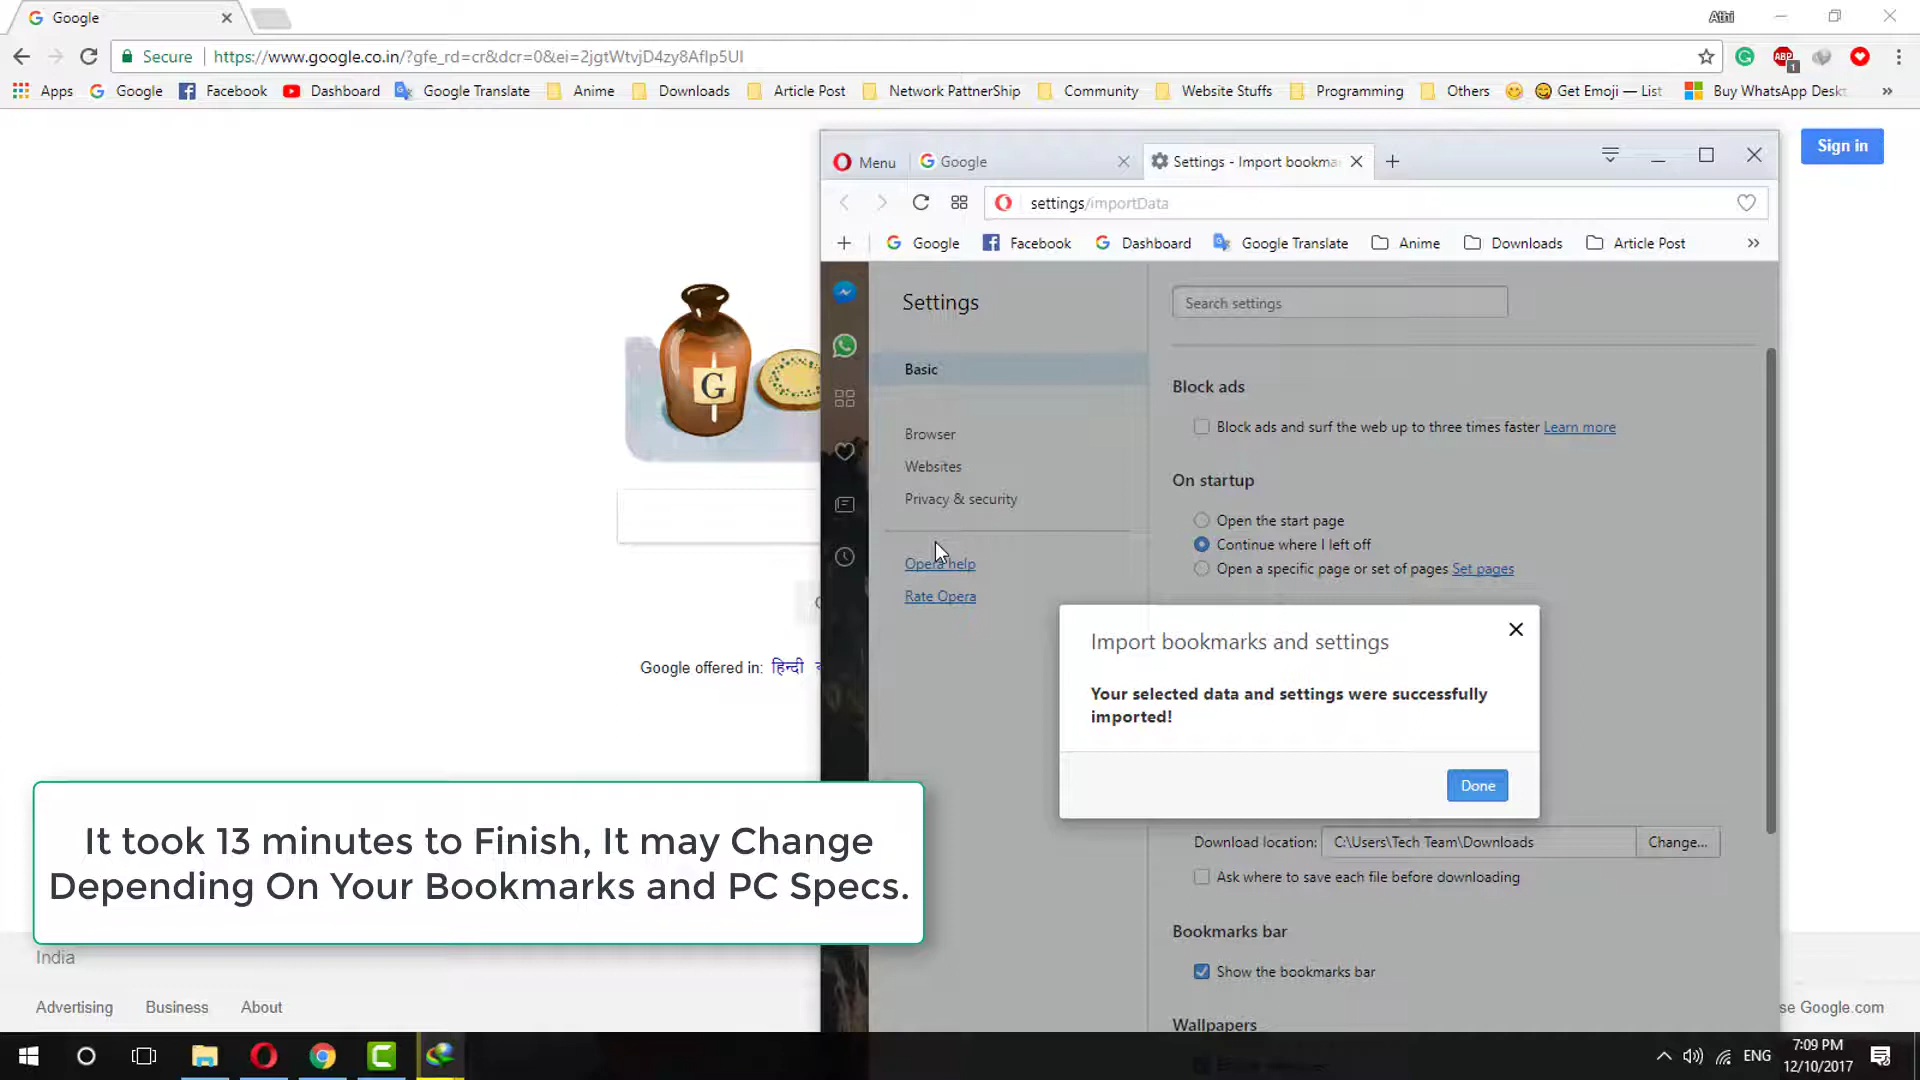 Google
Athi
Secure
https://www.google.co.in/?gfe_rd=cr&dcr=0&ei=2jgtWtvjD4zy8AfIp5UI
ABP
1
Apps
Google
Facebook
Dashboard
Google Translate
Anime
Downloads
Article Post
Network PartnerShip
Community
Website Stuffs
Programming
Others
Get Emoji — List
Buy WhatsApp Deskt
»
Sign in
Menu
Google
Settings - Import bookma
settings/importData
Google
Facebook
Dashboard
Google Translate
Anime
Downloads
Article Post
»
Settings
Search settings
Basic
Browser
Websites
Privacy & security
Opera help
Rate Opera
Block ads
Block ads and surf the web up to three times faster Learn more
On startup
Open the start page
Continue where I left off
Open a specific page or set of pages Set pages
G
Google offered in: हिन्दी
Import bookmarks and settings
Your selected data and settings were successfully
imported!
Done
Download location:
C:\Users\Tech Team\Downloads
Change...
Ask where to save each file before downloading
Bookmarks bar
Show the bookmarks bar
Wallpapers
It took 13 minutes to Finish, It may Change
Depending On Your Bookmarks and PC Specs.
India
Advertising
Business
About
se Google.com
ENG
7:09 PM
12/10/2017